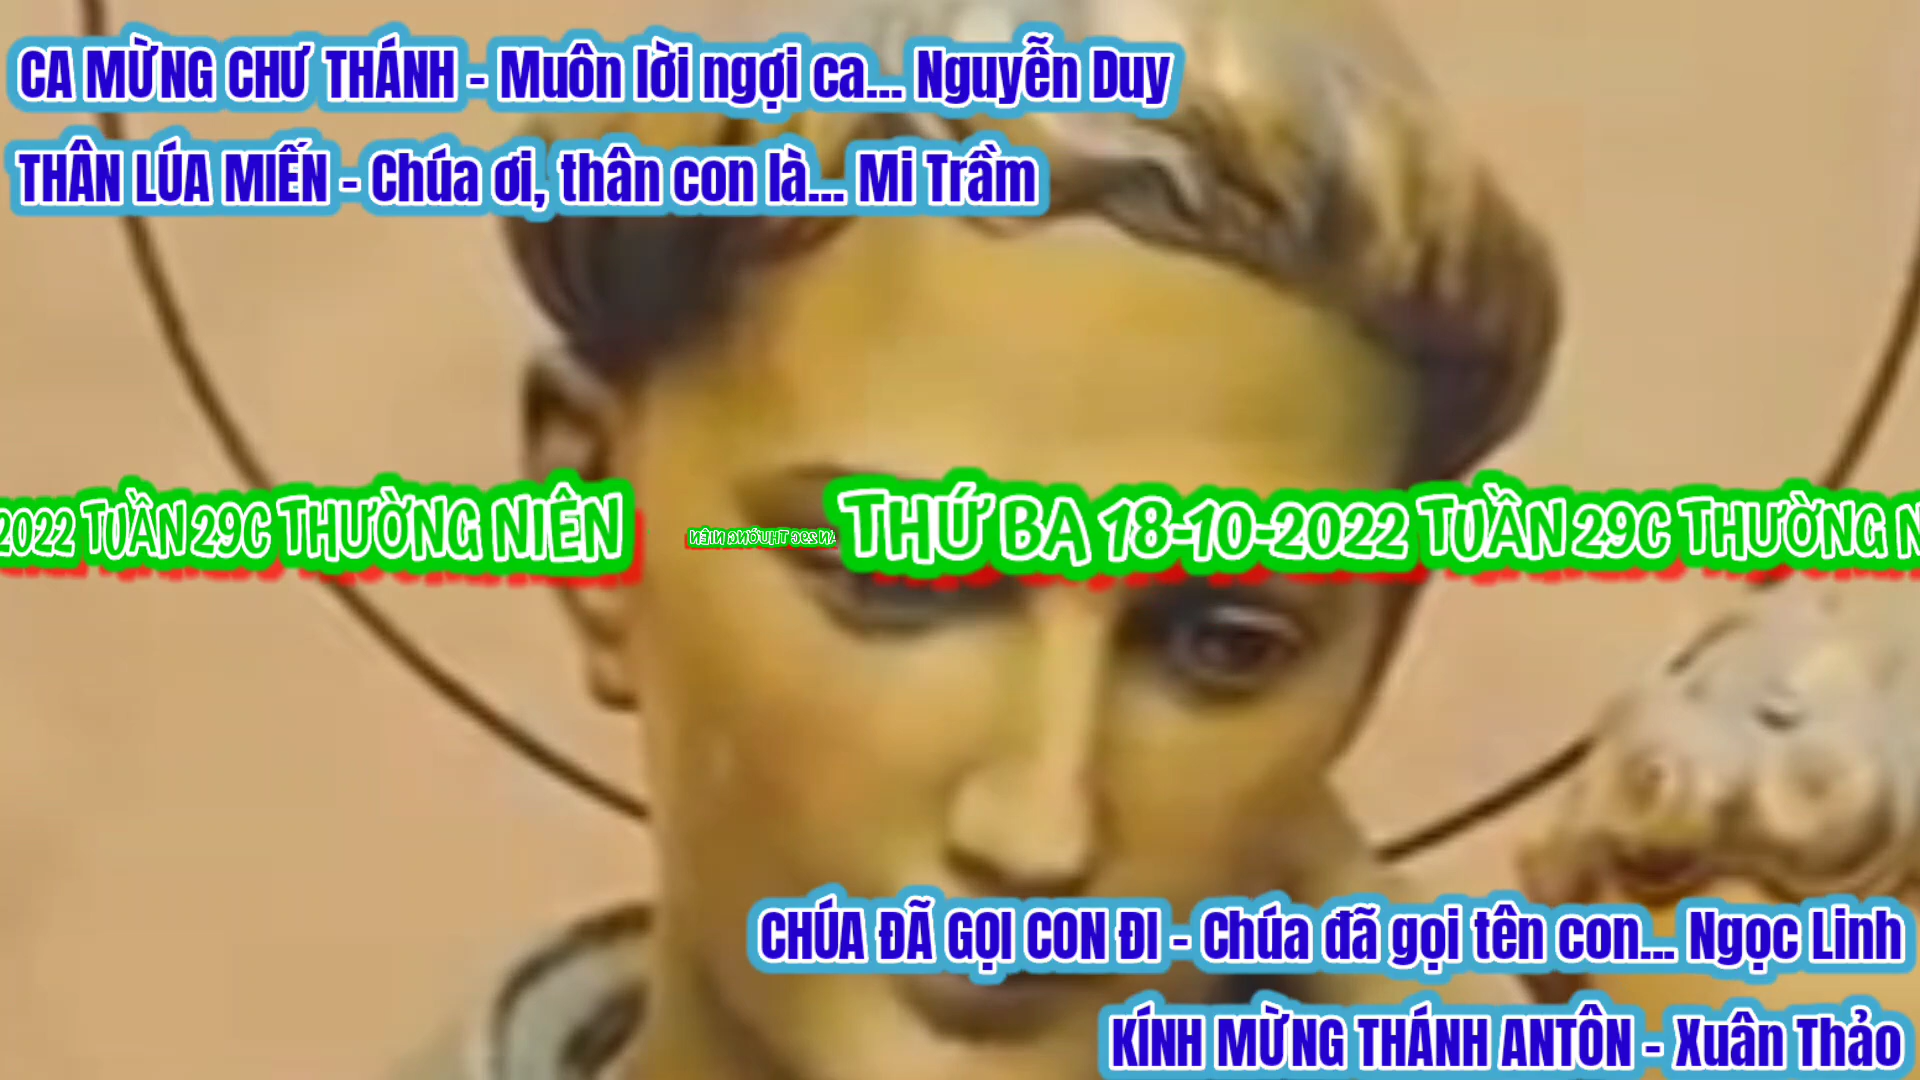 CA MỪNG CHƯ THÁNH - Muôn lời ngợi ca... Nguyễn Duy
THÂN LÚA MIẾN - Chúa ơi, thân con là... Mi Trầm
2022 TUẦN 29C THƯỜNG NIÊN
THỨ BA 18-10-2022 TUẦN 29C THƯỜNG N
CHÚA ĐÃ GỌI CON ĐI - Chúa đã gọi tên con... Ngọc Linh
KÍNH MỪNG THÁNH ANTÔN - Xuân Thảo